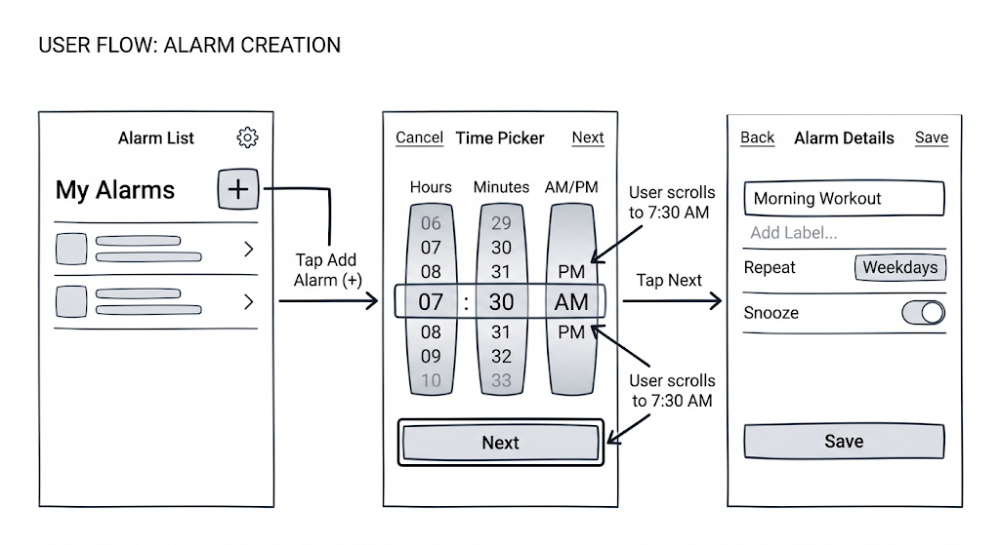 USER FLOW: ALARM CREATION
Alarm List
My Alarms
+
Tap Add
Alarm (+)
Cancel Time Picker Next
Hours Minutes AM/PM
06 29
07 30
08 31 PM
07 : 30 AM
08 31 PM
09 32
10 33
Next
User scrolls
to 7:30 AM
Tap Next
User scrolls
to 7:30 AM
Back Alarm Details Save
Morning Workout
Add Label...
Repeat Weekdays
Snooze
Save